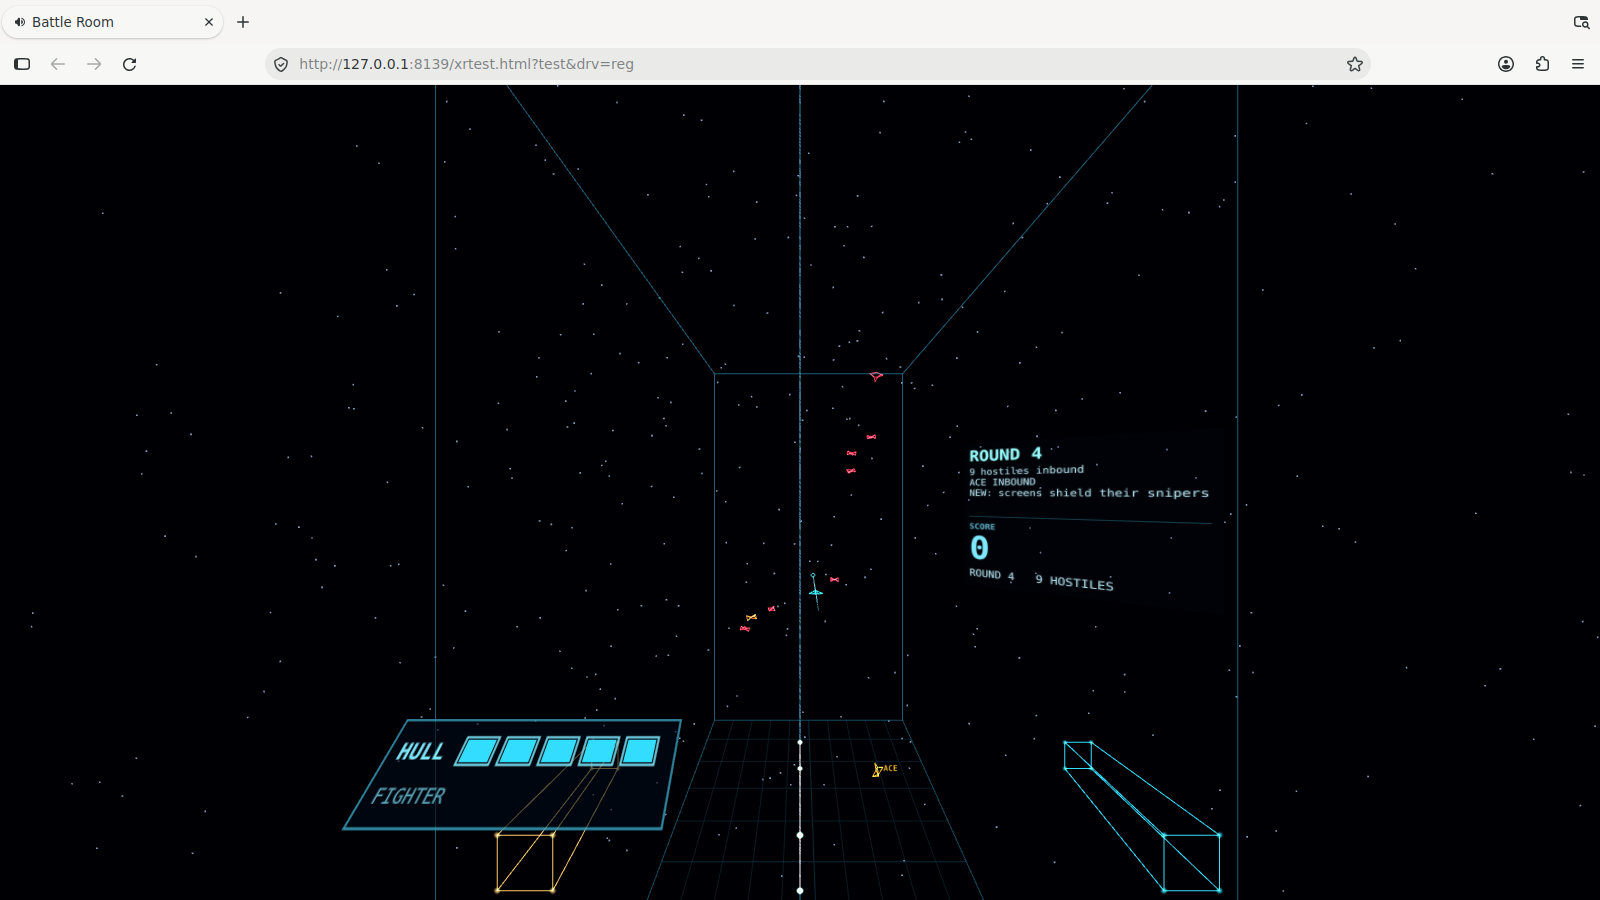 Battle Room
http://127.0.0.1:8139/xrtest.html?test&drv=reg
ROUND 4
9 hostiles inbound
ACE INBOUND
NEW: screens shield their snipers
SCORE
0
ROUND 4 9 HOSTILES
HULL
FIGHTER
ACE